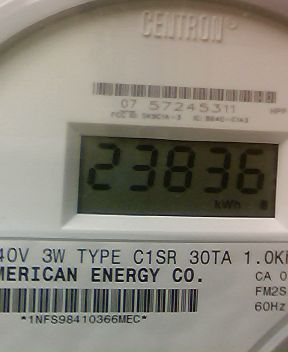 CENTRON®
07 57245311
23836
kWh
40V 3W TYPE C1SR 30TA 1.0K
MERICAN ENERGY CO.
CA 0
FM2S
60Hz
*1NFS98410366MEC*